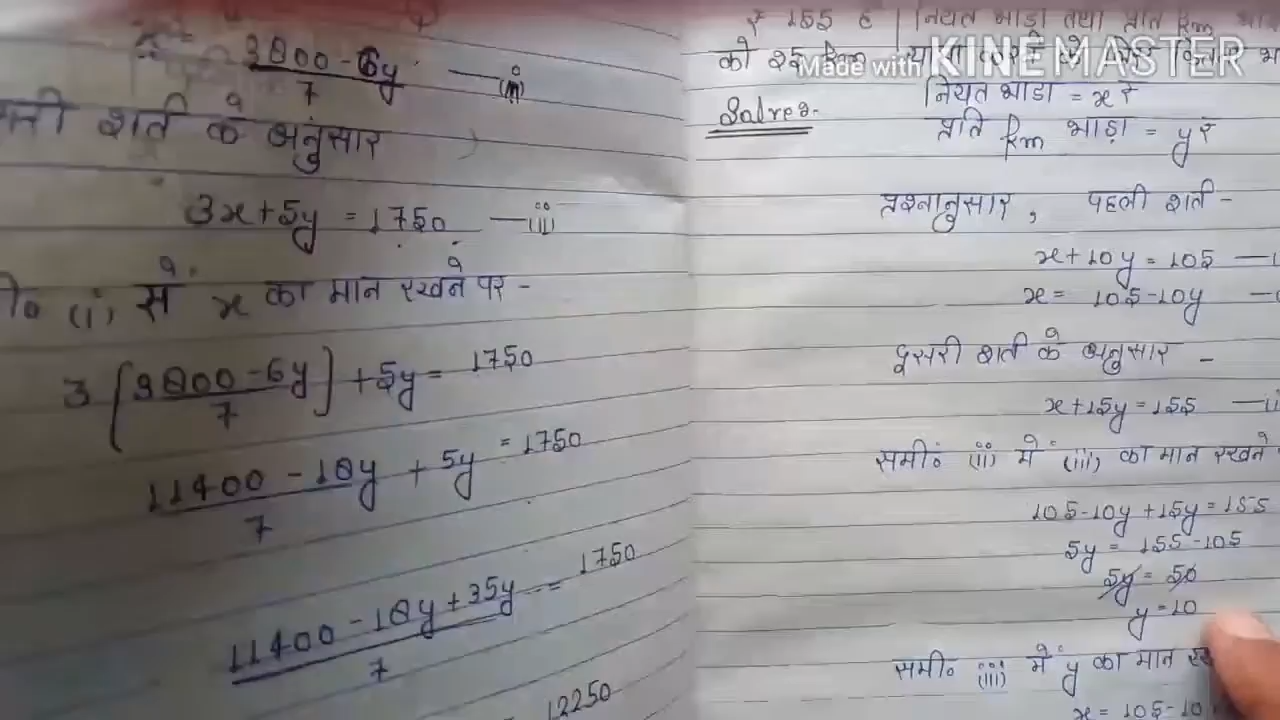 3800 - 6y / 7 —(i)
शर्त के अनुसार
3x + 5y = 1750 —(ii)
(i) से x का मान रखने पर -
3 [3800 - 6y / 7] + 5y = 1750
11400 - 18y / 7 + 5y = 1750
11400 - 18y + 35y / 7 = 1750
12250
₹ 155 है | नियत भाड़ा तथा प्रति km
को 25 km
Made with KINEMASTER
Solve:-
नियत भाड़ा = x ₹
प्रति km भाड़ा = y ₹
प्रश्नानुसार, पहली शर्त -
x + 10y = 105 —
x = 105 - 10y —
दूसरी शर्त के अनुसार -
x + 15y = 155 —
समी० (ii) में (iii) का मान रखने
105 - 10y + 15y = 155
5y = 155 - 105
5y = 50
y = 10
समी० (iii) में y का मान
x = 105 - 10